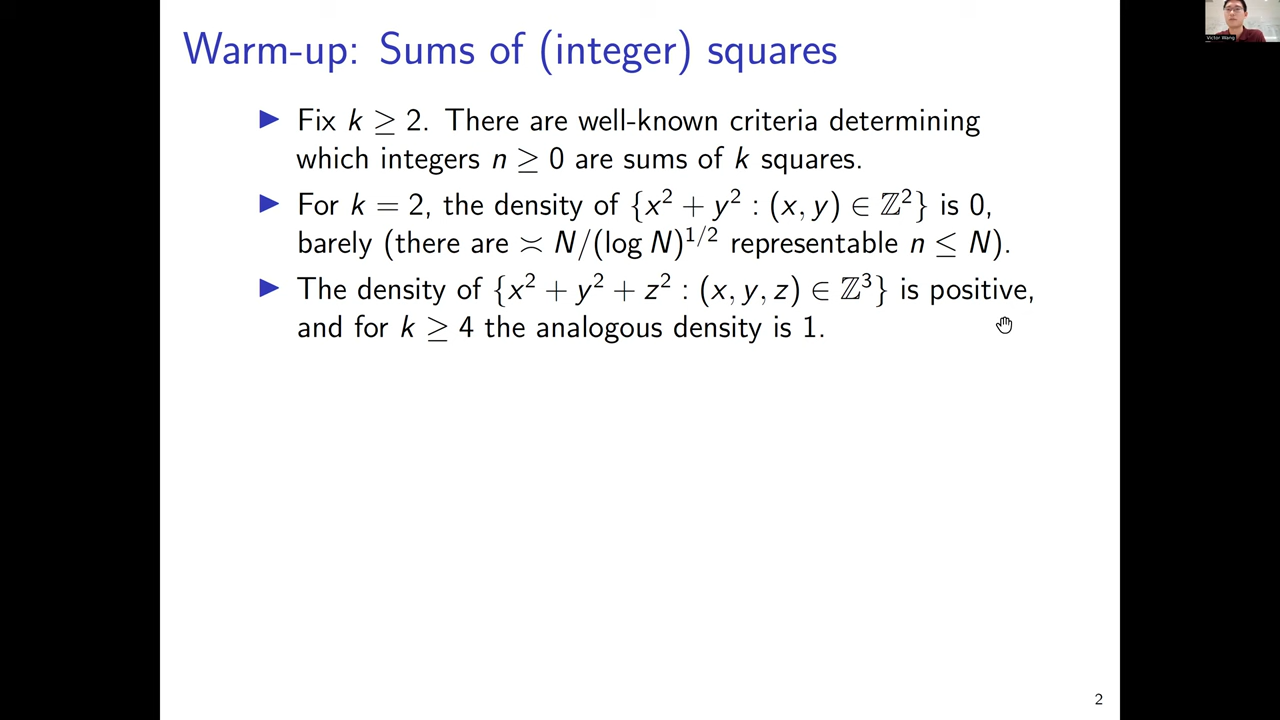 Warm-up: Sums of (integer) squares
▶ Fix k ≥ 2. There are well-known criteria determining
which integers n ≥ 0 are sums of k squares.
▶ For k = 2, the density of {x² + y² : (x, y) ∈ ℤ²} is 0,
barely (there are ≍ N/(log N)^{1/2} representable n ≤ N).
▶ The density of {x² + y² + z² : (x, y, z) ∈ ℤ³} is positive,
and for k ≥ 4 the analogous density is 1.
2
Victor Wang